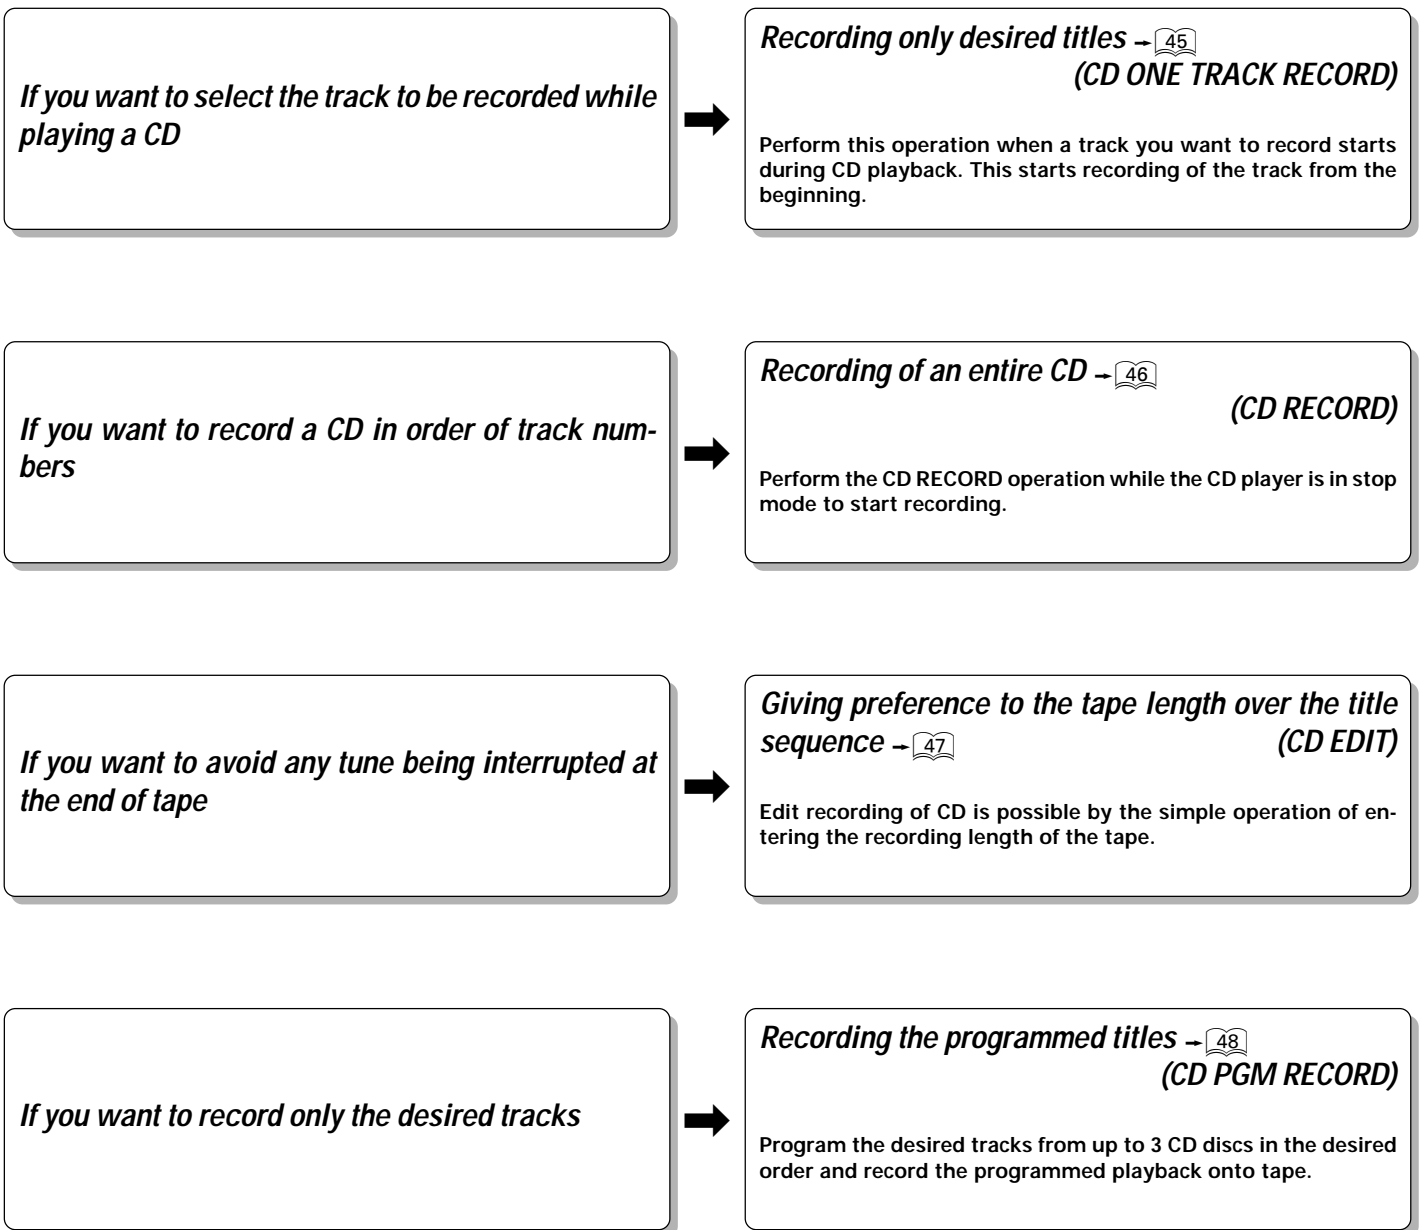 If you want to select the track to be recorded while
playing a CD
Recording only desired titles → 45
(CD ONE TRACK RECORD)
Perform this operation when a track you want to record starts
during CD playback. This starts recording of the track from the
beginning.
If you want to record a CD in order of track num-
bers
Recording of an entire CD → 46
(CD RECORD)
Perform the CD RECORD operation while the CD player is in stop
mode to start recording.
If you want to avoid any tune being interrupted at
the end of tape
Giving preference to the tape length over the title
sequence → 47 (CD EDIT)
Edit recording of CD is possible by the simple operation of en-
tering the recording length of the tape.
If you want to record only the desired tracks
Recording the programmed titles → 48
(CD PGM RECORD)
Program the desired tracks from up to 3 CD discs in the desired
order and record the programmed playback onto tape.